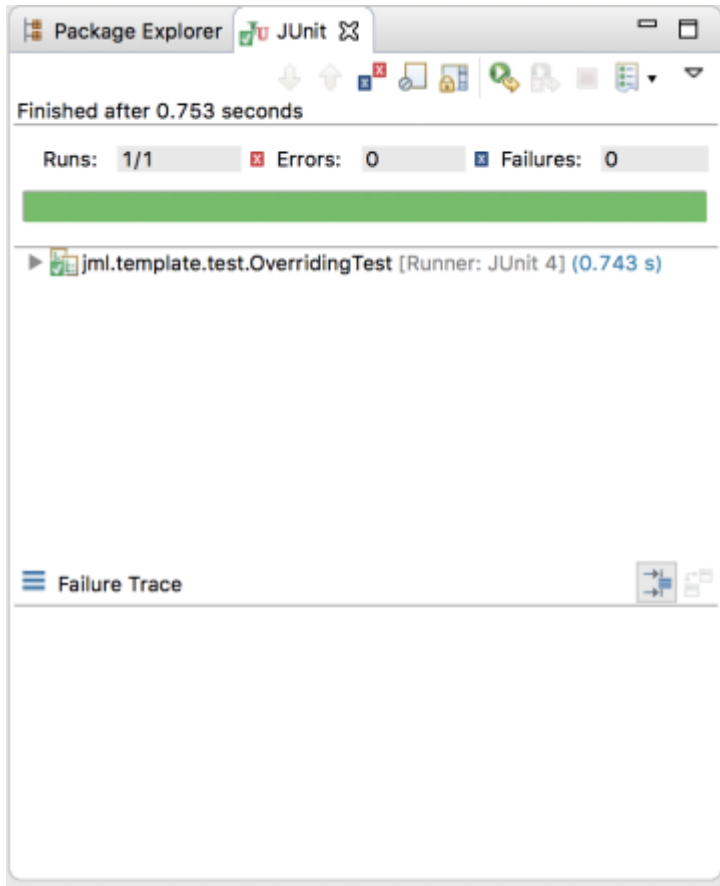 Package Explorer JUnit
Finished after 0.753 seconds
Runs: 1/1 Errors: 0 Failures: 0
jml.template.test.OverridingTest [Runner: JUnit 4] (0.743 s)
Failure Trace